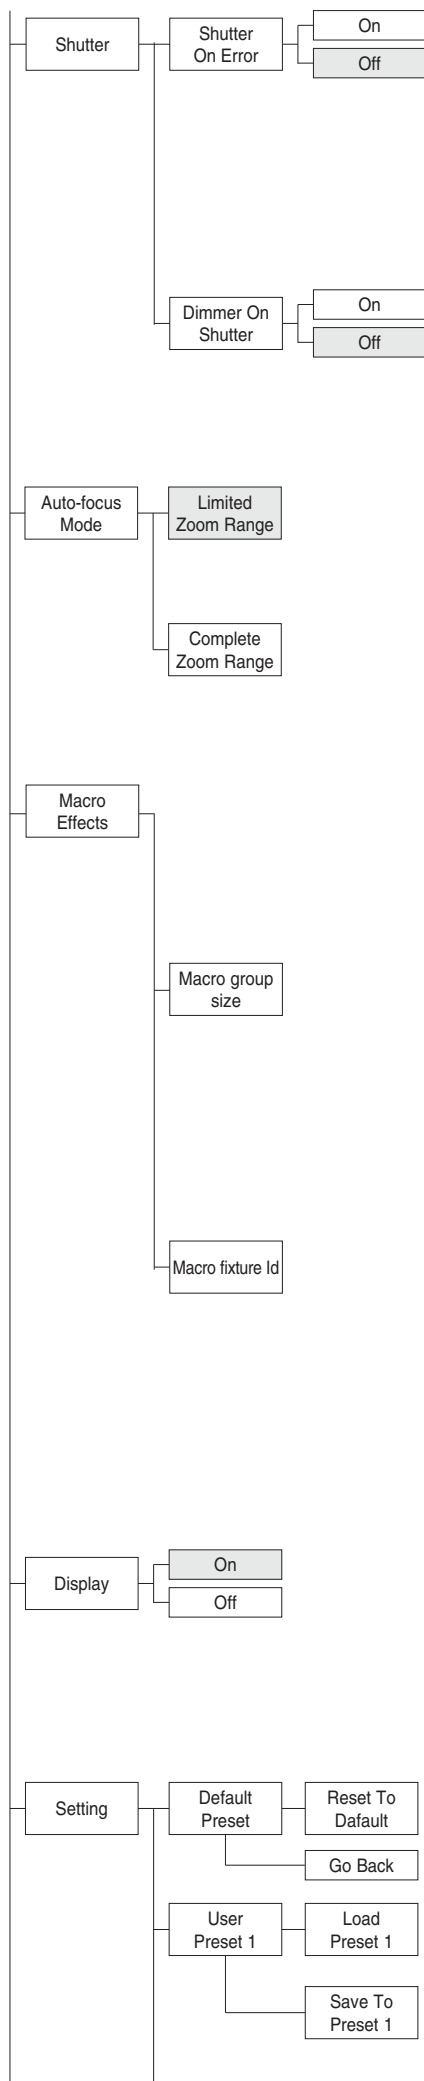 Shutter
Shutter
On Error
On
Off
Dimmer On
Shutter
On
Off
Auto-focus
Mode
Limited
Zoom Range
Complete
Zoom Range
Macro
Effects
Macro group
size
Macro fixture Id
Display
On
Off
Setting
Default
Preset
Reset To
Dafault
Go Back
User
Preset 1
Load
Preset 1
Save To
Preset 1